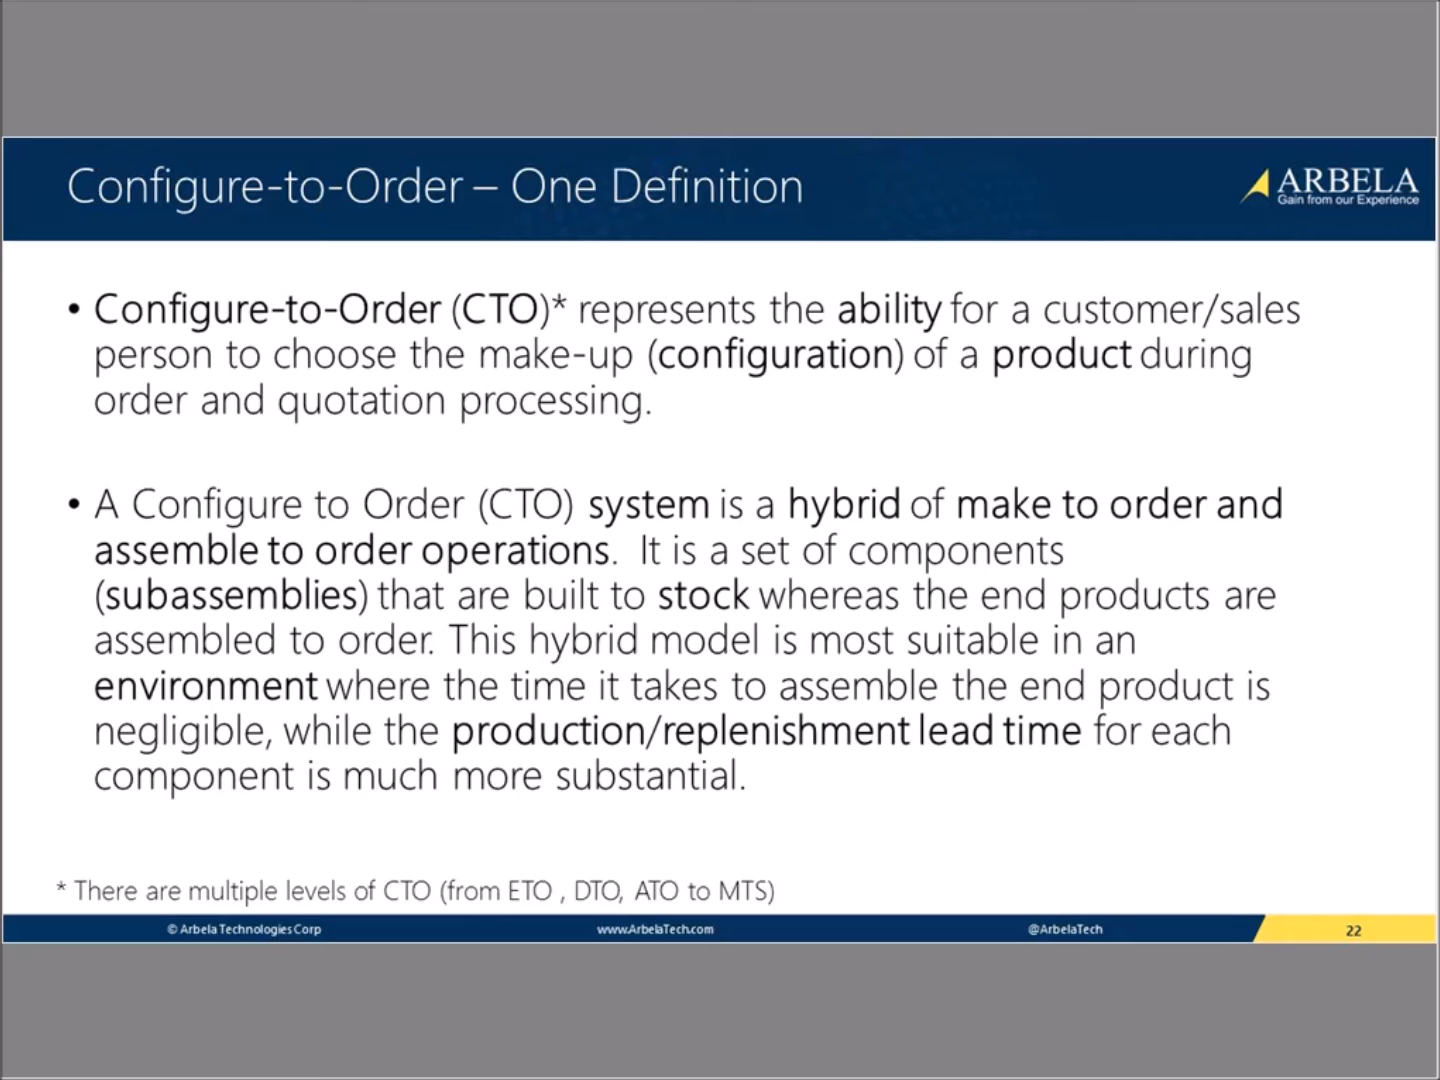 Configure-to-Order – One Definition
ARBELA
Gain from our Experience
• Configure-to-Order (CTO)* represents the ability for a customer/sales
person to choose the make-up (configuration) of a product during
order and quotation processing.
• A Configure to Order (CTO) system is a hybrid of make to order and
assemble to order operations. It is a set of components
(subassemblies) that are built to stock whereas the end products are
assembled to order. This hybrid model is most suitable in an
environment where the time it takes to assemble the end product is
negligible, while the production/replenishment lead time for each
component is much more substantial.
* There are multiple levels of CTO (from ETO , DTO, ATO to MTS)
© Arbela Technologies Corp
www.ArbelaTech.com
@ArbelaTech
22